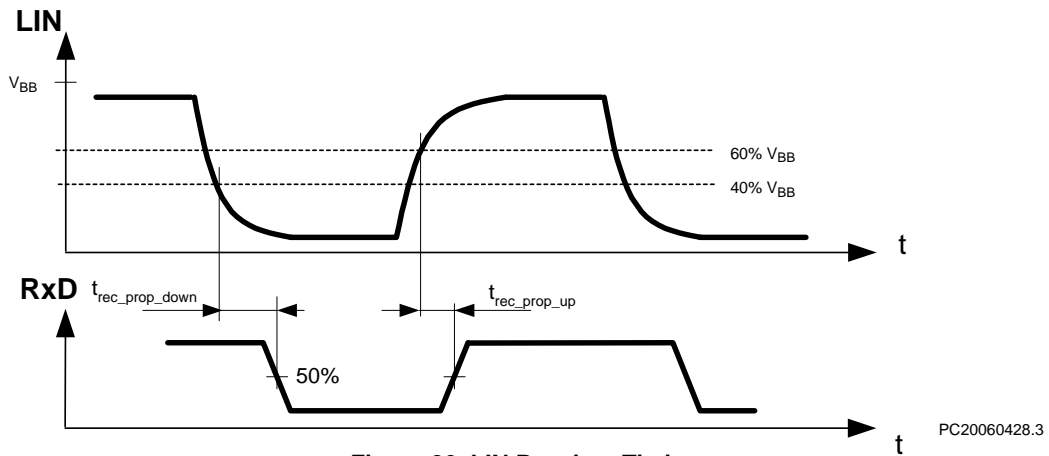 LIN
VBB
60% VBB
40% VBB
t
RxD
trec_prop_down
trec_prop_up
50%
t
PC20060428.3